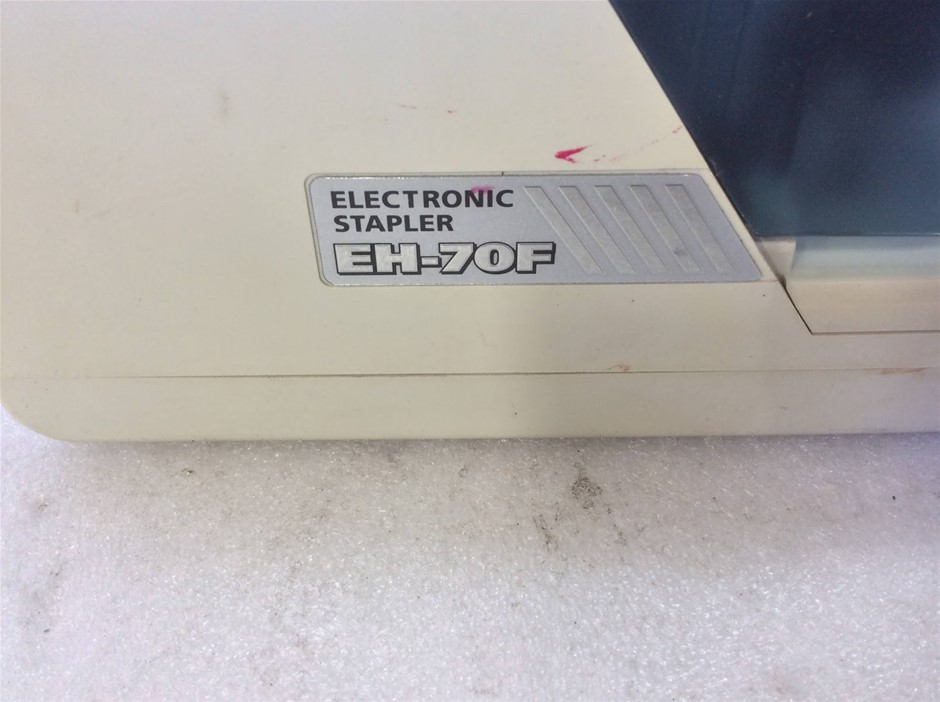 ELECTRONIC
STAPLER
EH-70F